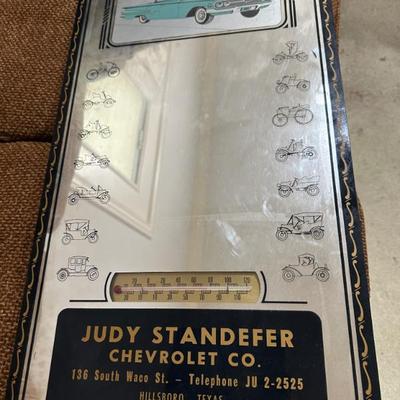 JUDY STANDEFER
CHEVROLET CO.
136 South Waco St. — Telephone JU 2-2525
HILLSBORO, TEXAS